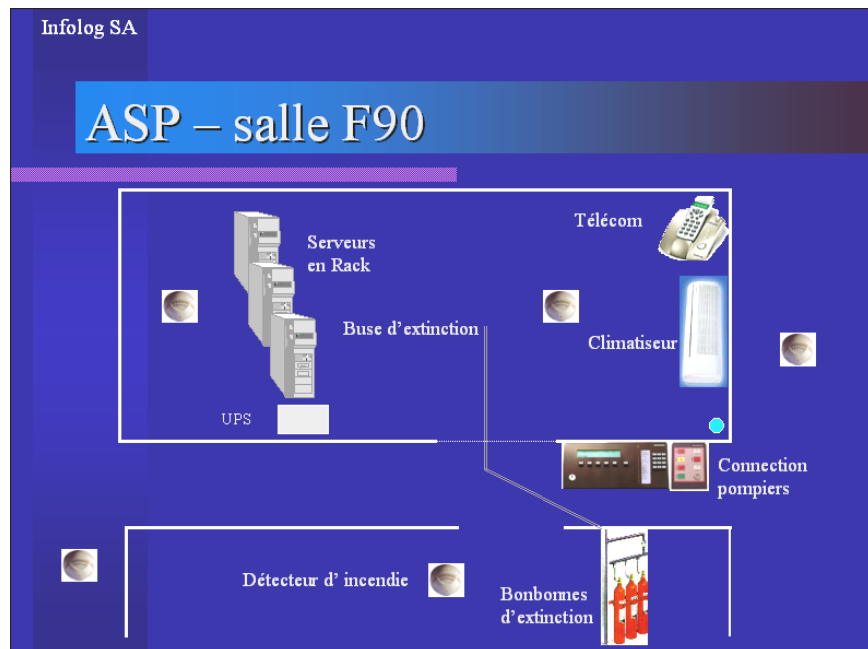 Infolog SA
ASP – salle F90
Télécom
Serveurs
en Rack
Buse d'extinction
Climatiseur
UPS
Connection
pompiers
Détecteur d' incendie
Bonbonnes
d'extinction